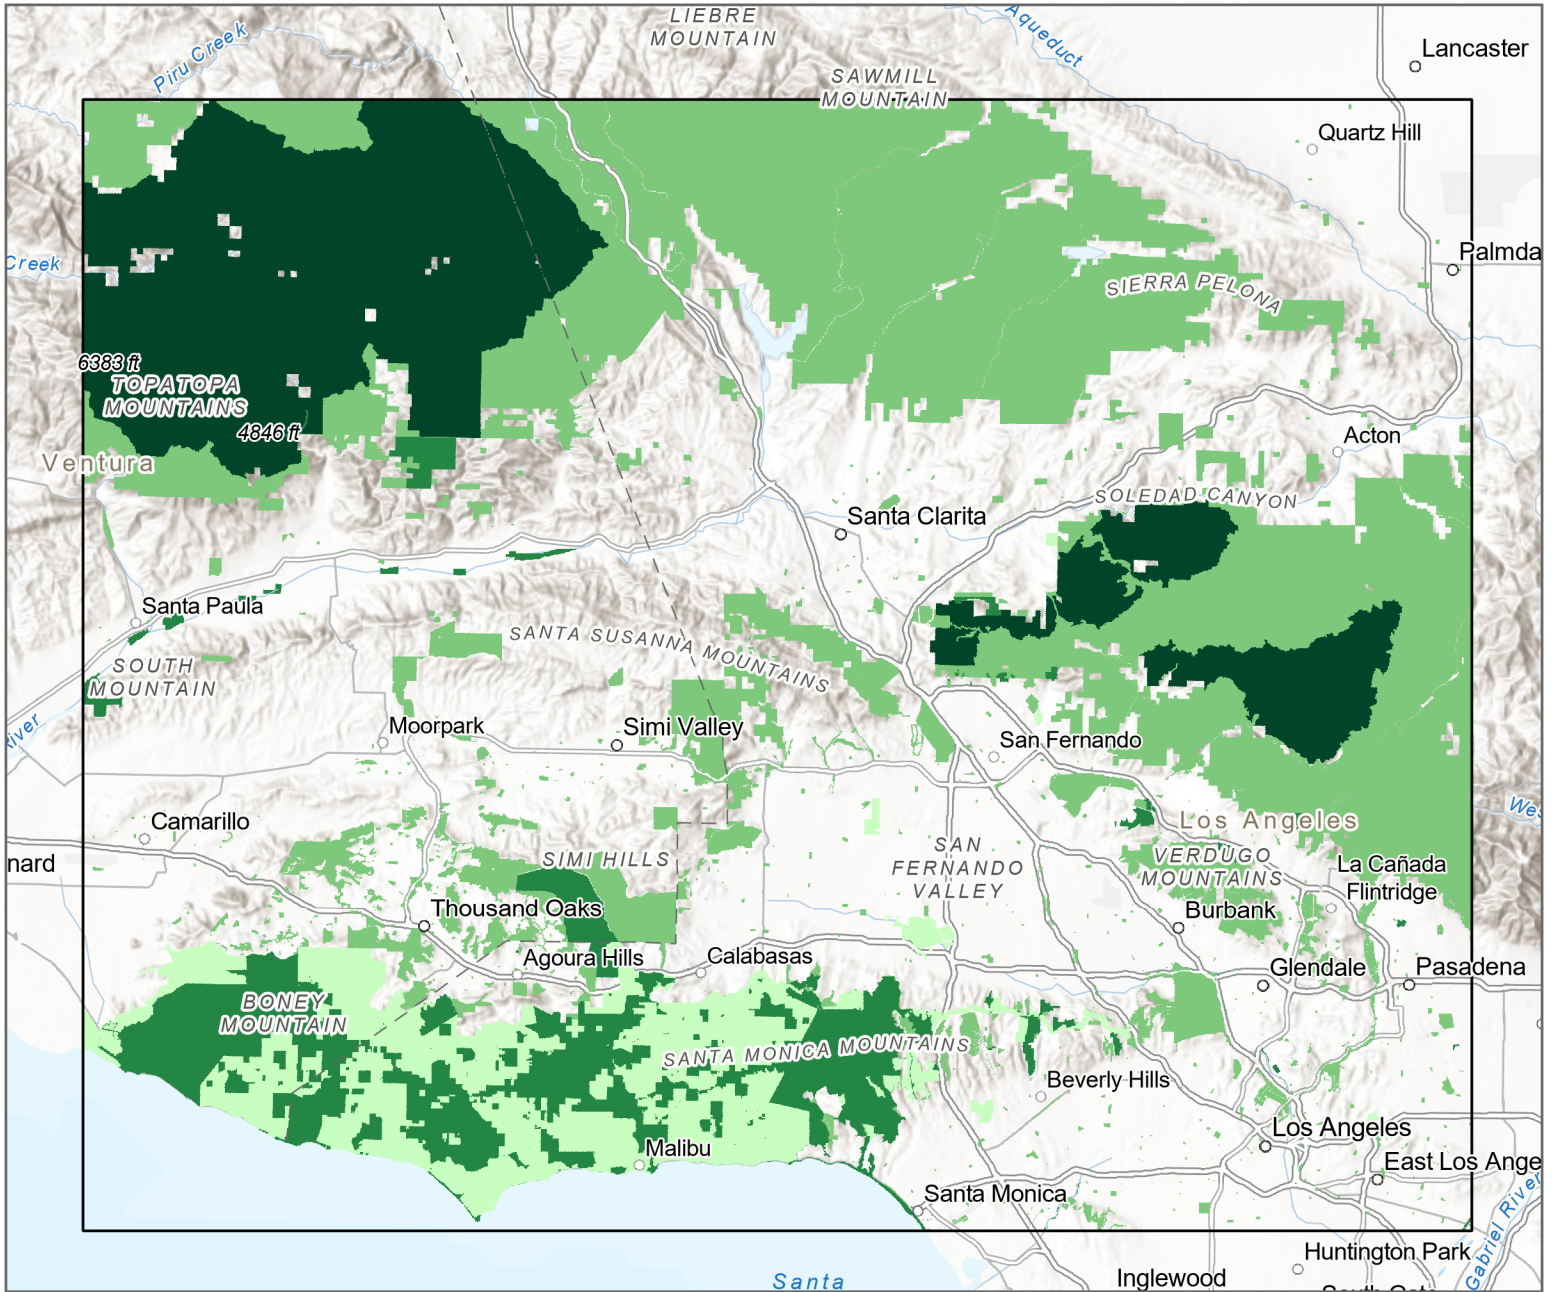 LIEBRE
MOUNTAIN
Aqueduct
Piru Creek
Lancaster
SAWMILL
MOUNTAIN
Quartz Hill
Creek
Palmda
SIERRA PELONA
6383 ft
TOPATOPA
MOUNTAINS
4846 ft
Acton
Ventura
SOLEDAD CANYON
Santa Clarita
Santa Paula
SANTA SUSANNA MOUNTAINS
SOUTH
MOUNTAIN
River
Moorpark
Simi Valley
San Fernando
Camarillo
Los Angeles
Wes
nard
SIMI HILLS
SAN
FERNANDO
VALLEY
VERDUGO
MOUNTAINS
La Cañada
Flintridge
Thousand Oaks
Burbank
Agoura Hills
Calabasas
Glendale
Pasadena
BONEY
MOUNTAIN
SANTA MONICA MOUNTAINS
Beverly Hills
Malibu
Los Angeles
East Los Ange
Santa Monica
Gabriel River
Huntington Park
Santa
Inglewood